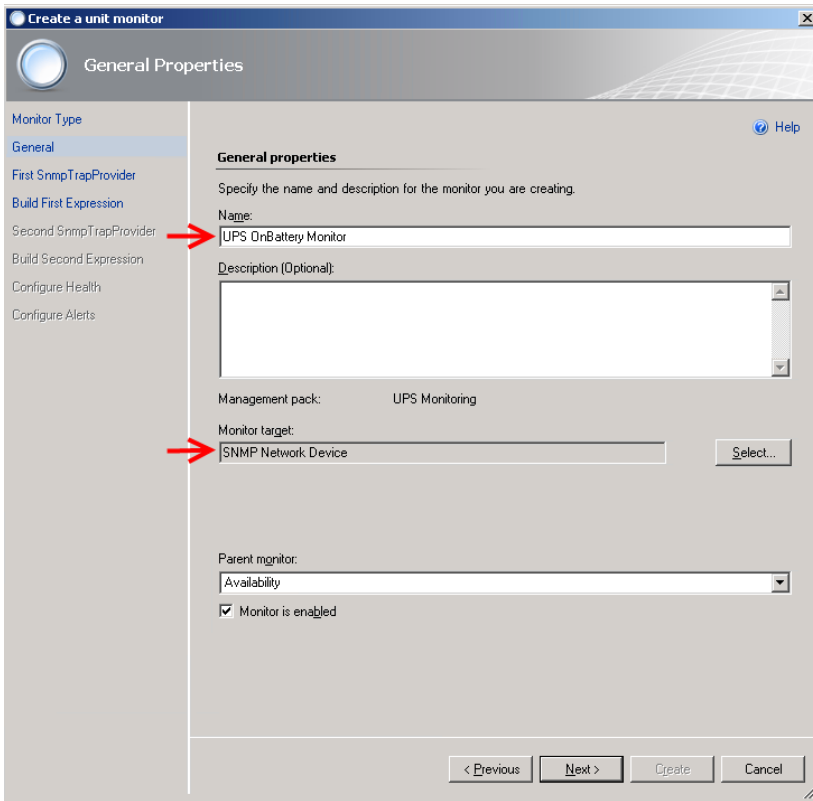 Create a unit monitor
General Properties
Monitor Type
General
First SnmpTrapProvider
Build First Expression
Second SnmpTrapProvider
Build Second Expression
Configure Health
Configure Alerts
Help
General properties
Specify the name and description for the monitor you are creating.
Name:
UPS OnBattery Monitor
Description (Optional):
Management pack: UPS Monitoring
Monitor target:
SNMP Network Device
Select...
Parent monitor:
Availability
Monitor is enabled
< Previous
Next >
Create
Cancel